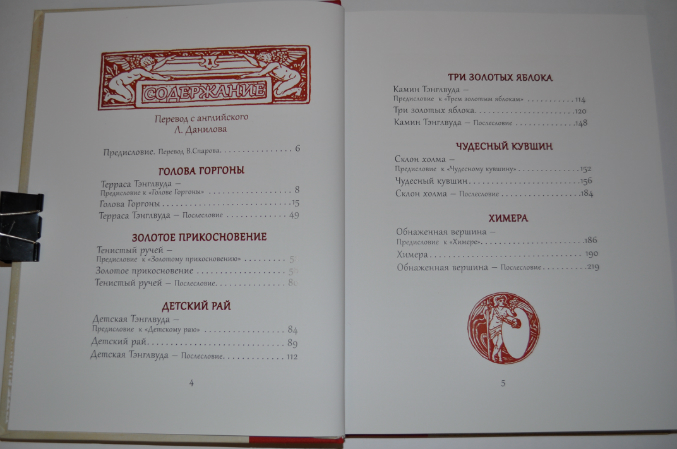 СОДЕРЖАНИЕ
Перевод с английского
Л. Данилова
Предисловие. Перевод В.Спарова. 6
ГОЛОВА ГОРГОНЫ
Терраса Тэнглвуда —
Предисловие к «Голове Горгоны» 8
Голова Горгоны 15
Терраса Тэнглвуда — Послесловие 49
ЗОЛОТОЕ ПРИКОСНОВЕНИЕ
Тенистый ручей —
Предисловие к «Золотому прикосновению»
Золотое прикосновение
Тенистый ручей — Послесловие.
ДЕТСКИЙ РАЙ
Детская Тэнглвуда —
Предисловие к «Детскому раю» 84
Детский рай. 89
Детская Тэнглвуда — Послесловие. 112
4
ТРИ ЗОЛОТЫХ ЯБЛОКА
Камин Тэнглвуда —
Предисловие к «Трем золотым яблокам» 114
Три золотых яблока. 120
Камин Тэнглвуда — Послесловие 148
ЧУДЕСНЫЙ КУВШИН
Склон холма —
Предисловие к «Чудесному кувшину» 152
Чудесный кувшин. 156
Склон холма — Послесловие 184
ХИМЕРА
Обнаженная вершина —
Предисловие к «Химере». 186
Химера 190
Обнаженная вершина — Послесловие 219
5